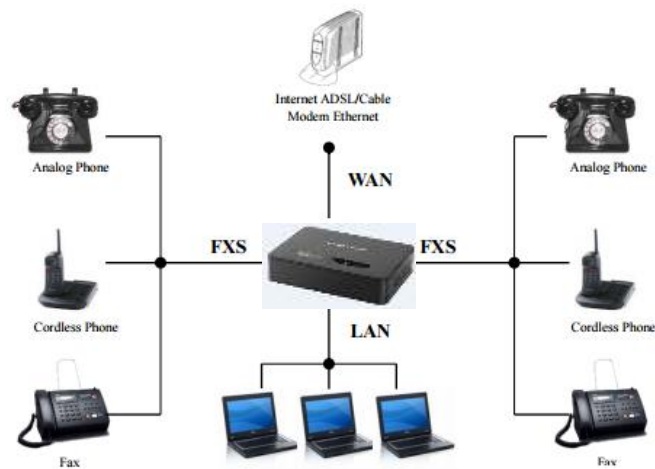 Internet ADSL/Cable
Modem Ethernet
Analog Phone
Analog Phone
WAN
FXS
FXS
Cordless Phone
Cordless Phone
LAN
Fax
Fax